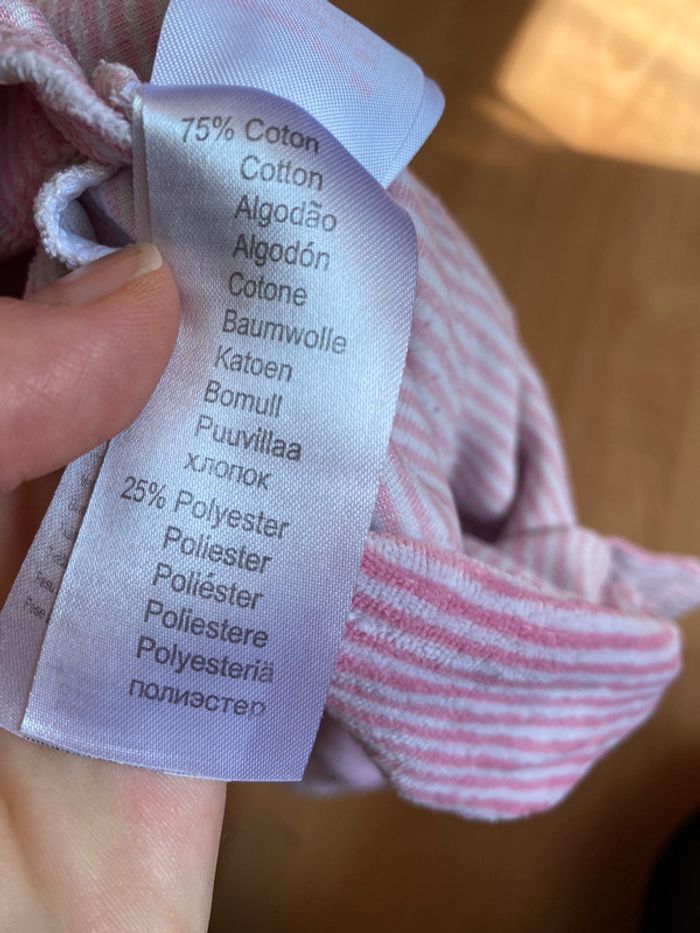 75% Coton
Cotton
Algodão
Algodón
Cotone
Baumwolle
Katoen
Bomull
Puuvillaa
хлопок
25% Polyester
Poliester
Poliéster
Poliestere
Polyesteriä
полиэстер